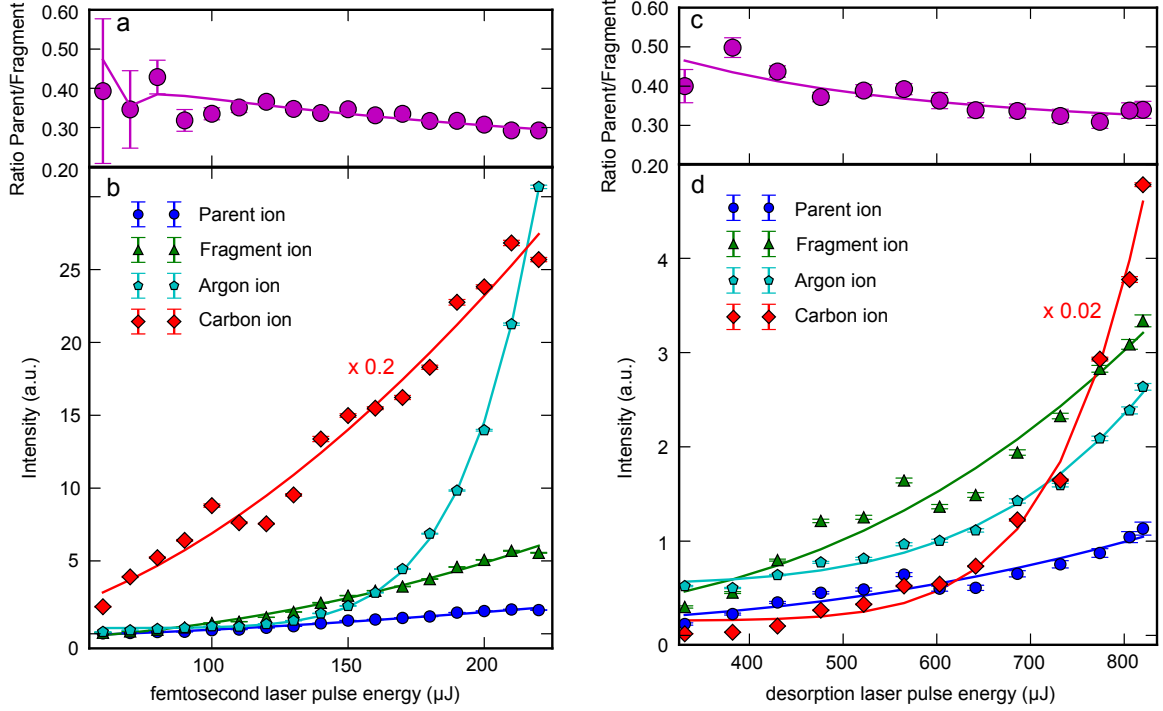 a
Ratio Parent/Fragment
0.60
0.50
0.40
0.30
0.20
b
Parent ion
Fragment ion
Argon ion
Carbon ion
x 0.2
Intensity (a.u.)
25
20
15
10
5
0
100
150
200
femtosecond laser pulse energy (µJ)
c
Ratio Parent/Fragment
0.60
0.50
0.40
0.30
0.20
d
Parent ion
Fragment ion
Argon ion
Carbon ion
x 0.02
Intensity (a.u.)
4
3
2
1
0
400
500
600
700
800
desorption laser pulse energy (µJ)